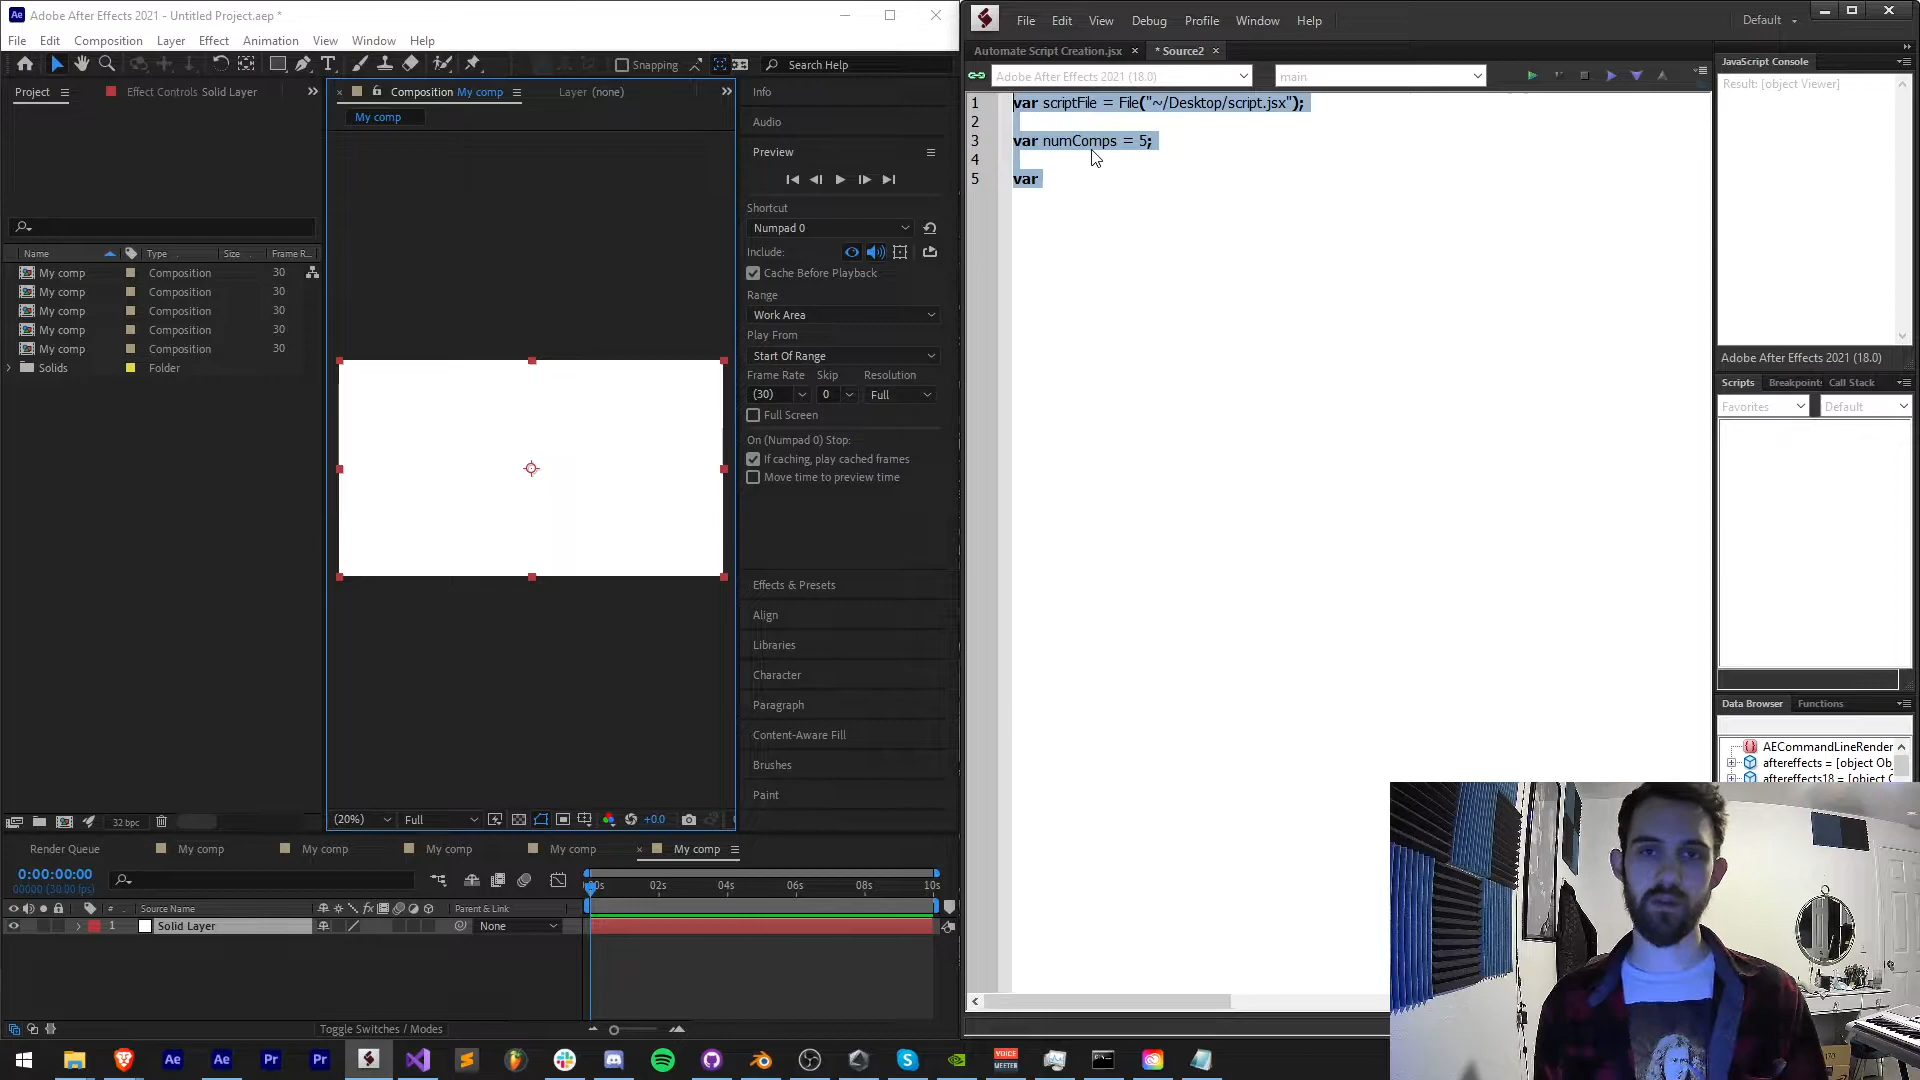 Adobe After Effects 2021 - Untitled Project.aep *
File Edit Composition Layer Effect Animation View Window Help
Snapping
Search Help
Project
Effect Controls Solid Layer
Composition My comp
Layer (none)
My comp
Name Type Size Frame R...
My comp Composition 30
My comp Composition 30
My comp Composition 30
My comp Composition 30
My comp Composition 30
Solids Folder
32 bpc
(20%) Full +0.0
Info
Audio
Preview
Shortcut
Numpad 0
Include:
Cache Before Playback
Range
Work Area
Play From
Start Of Range
Frame Rate Skip Resolution
(30) 0 Full
Full Screen
On (Numpad 0) Stop:
If caching, play cached frames
Move time to preview time
Effects & Presets
Align
Libraries
Character
Paragraph
Content-Aware Fill
Brushes
Paint
Render Queue My comp My comp My comp My comp My comp
0:00:00:00
00000 (30.00 fps)
02s 04s 06s 08s 10s
# Source Name Parent & Link
1 Solid Layer None
Toggle Switches / Modes
File Edit View Debug Profile Window Help
Default
Automate Script Creation.jsx
* Source2
Adobe After Effects 2021 (18.0)
main
1 var scriptFile = File("~/Desktop/script.jsx");
2
3 var numComps = 5;
4
5 var
JavaScript Console
Result: [object Viewer]
Adobe After Effects 2021 (18.0)
Scripts Breakpoints Call Stack
Favorites Default
Data Browser Functions
AECommandLineRender
aftereffects = [object Obj
VOICE
MEETER